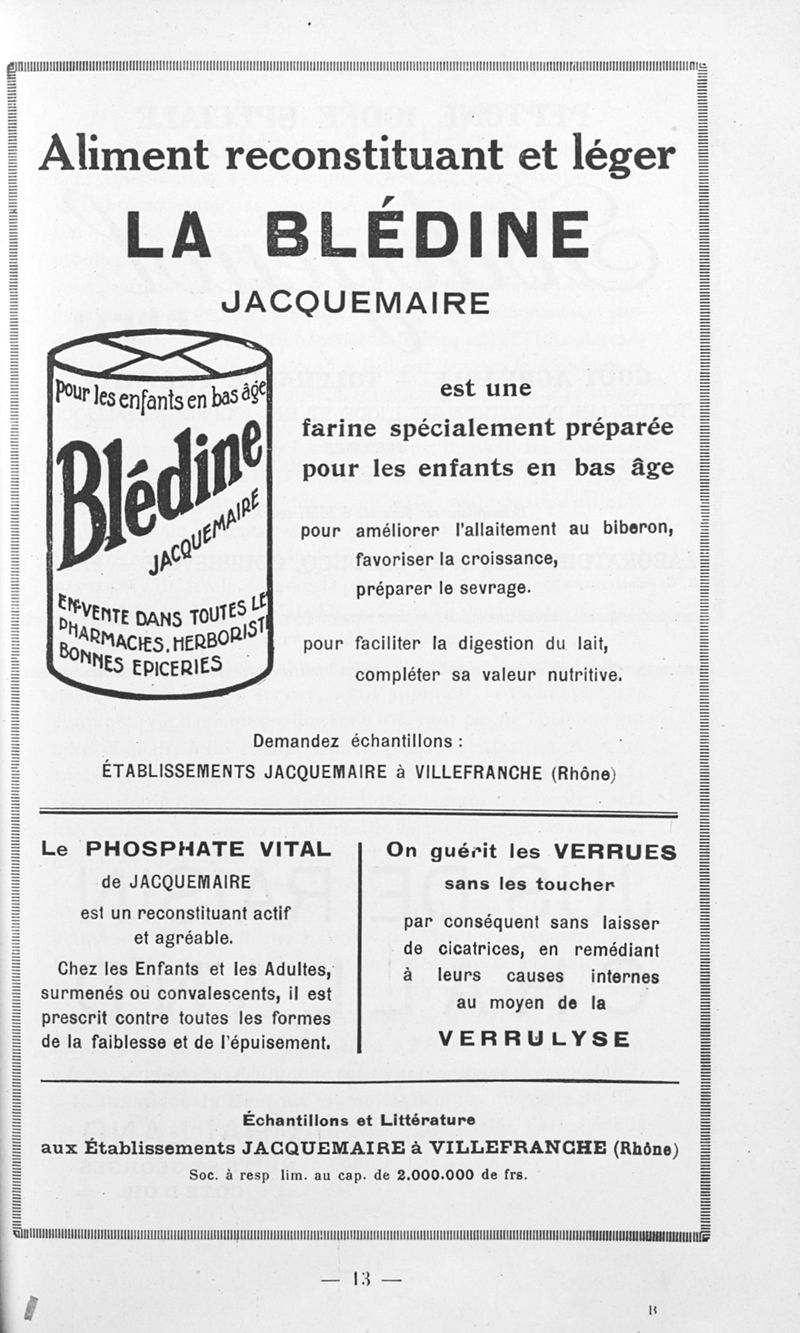 Aliment reconstituant et léger
LA BLÉDINE
JACQUEMAIRE
Pour les enfants en bas âge
Blédine
JACQUEMAIRE
EN VENTE DANS TOUTES LE
PHARMACIES, HERBORIST
BONNES EPICERIES
est une
farine spécialement préparée
pour les enfants en bas âge
pour améliorer l'allaitement au biberon,
favoriser la croissance,
préparer le sevrage.
pour faciliter la digestion du lait,
compléter sa valeur nutritive.
Demandez échantillons :
ÉTABLISSEMENTS JACQUEMAIRE à VILLEFRANCHE (Rhône)
Le PHOSPHATE VITAL
de JACQUEMAIRE
est un reconstituant actif
et agréable.
Chez les Enfants et les Adultes,
surmenés ou convalescents, il est
prescrit contre toutes les formes
de la faiblesse et de l'épuisement.
On guérit les VERRUES
sans les toucher
par conséquent sans laisser
de cicatrices, en remédiant
à leurs causes internes
au moyen de la
VERRULYSE
Échantillons et Littérature
aux Établissements JACQUEMAIRE à VILLEFRANCHE (Rhône)
Soc. à resp lim. au cap. de 2.000.000 de frs.
— 13 —
B